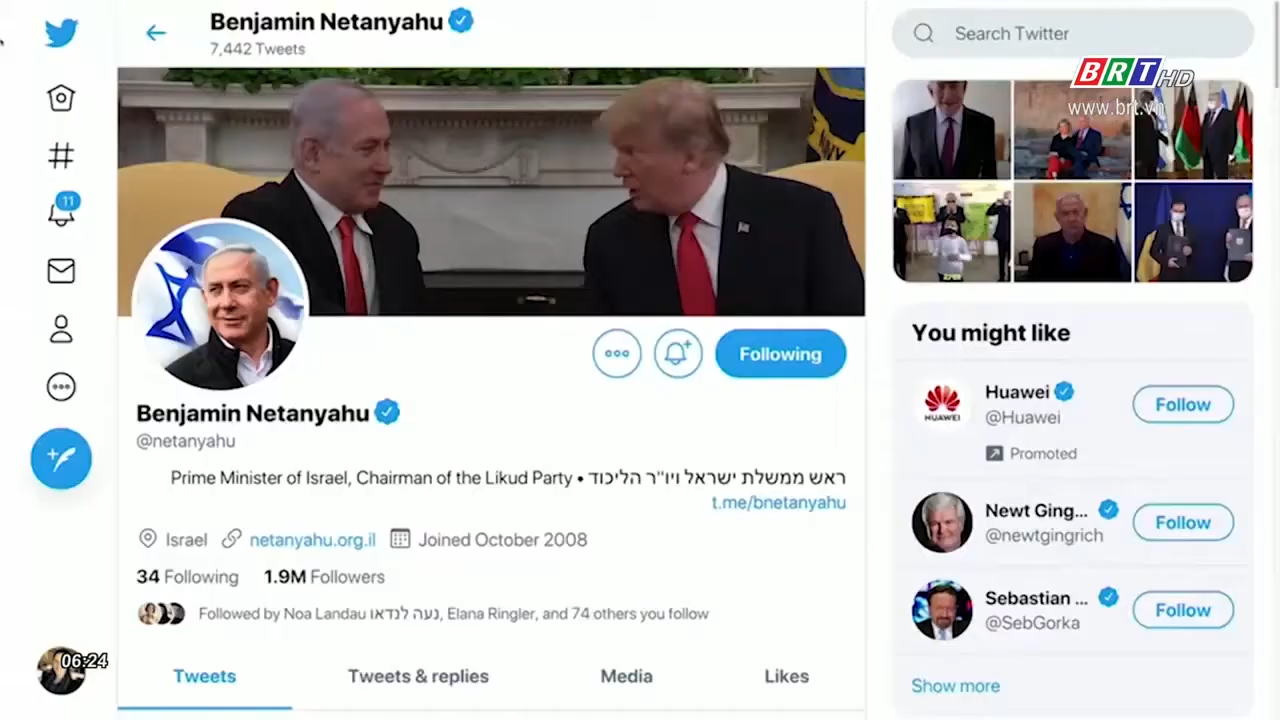 Benjamin Netanyahu
7,442 Tweets
Search Twitter
BRT HD
www.brt.vn
11
Following
Benjamin Netanyahu
@netanyahu
Prime Minister of Israel, Chairman of the Likud Party • ראש ממשלת ישראל ויו"ר הליכוד
t.me/bnetanyahu
Israel netanyahu.org.il Joined October 2008
34 Following 1.9M Followers
Followed by Noa Landau נעה לנדאו, Elana Ringler, and 74 others you follow
Tweets Tweets & replies Media Likes
You might like
Huawei
@Huawei
Follow
HUAWEI
Promoted
Newt Ging...
@newtgingrich
Follow
Sebastian ...
@SebGorka
Follow
Show more
06:24